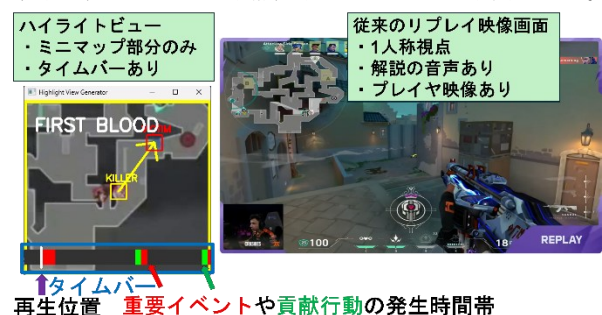 ハイライトビュー
・ミニマップ部分のみ
・タイムバーあり
従来のリプレイ映像画面
・1人称視点
・解説の音声あり
・プレイヤ映像あり
Highlight View Generator
FIRST BLOOD
KILLER
100
18
REPLAY
タイムバー
再生位置 重要イベントや貢献行動の発生時間帯